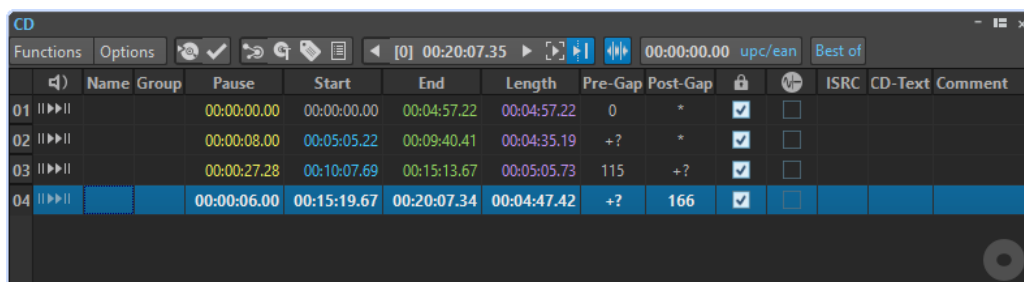 CD
Functions Options [0] 00:20:07.35 00:00:00.00 upc/ean Best of
Name Group Pause Start End Length Pre-Gap Post-Gap ISRC CD-Text Comment
01 00:00:00.00 00:00:00.00 00:04:57.22 00:04:57.22 0 *
02 00:00:08.00 00:05:05.22 00:09:40.41 00:04:35.19 +? *
03 00:00:27.28 00:10:07.69 00:15:13.67 00:05:05.73 115 +?
04 00:00:06.00 00:15:19.67 00:20:07.34 00:04:47.42 +? 166